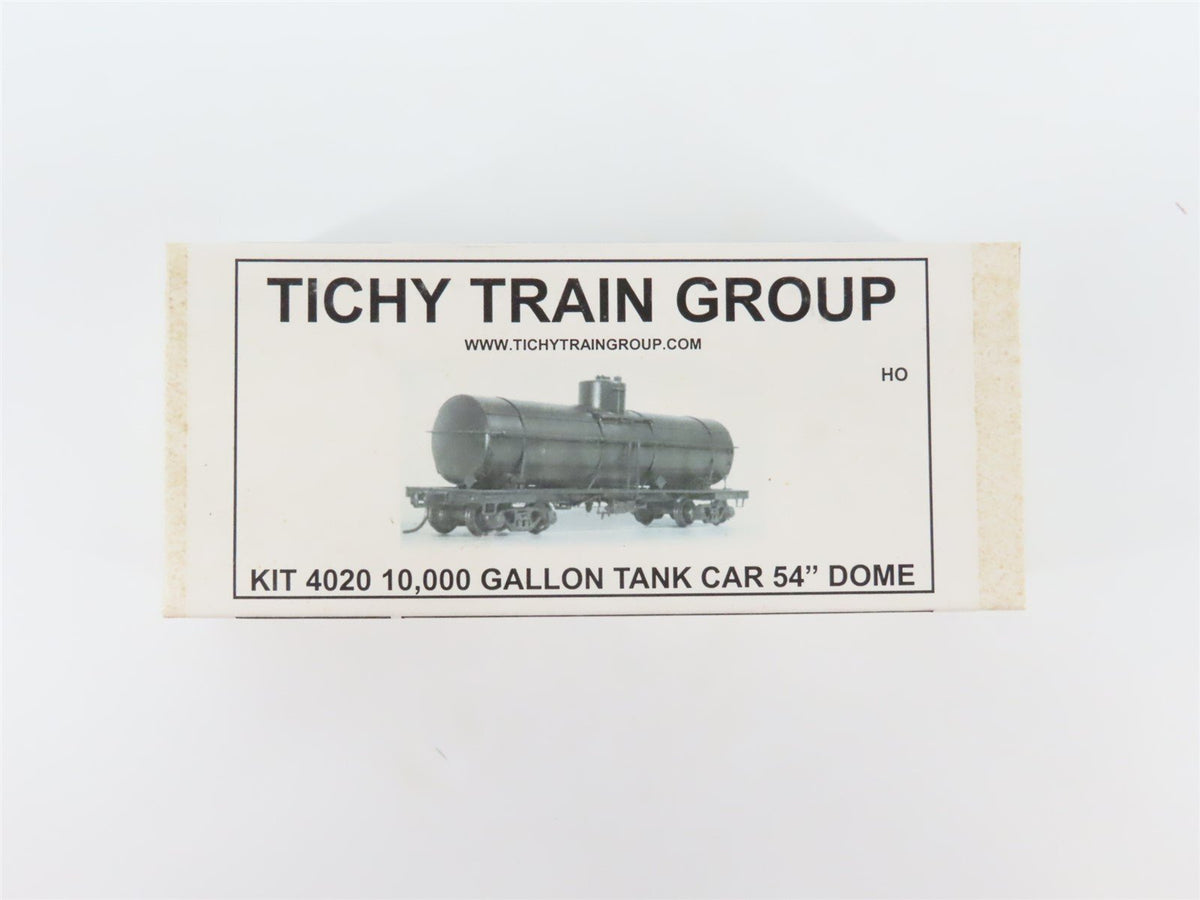 TICHY TRAIN GROUP
WWW.TICHYTRAINGROUP.COM
HO
KIT 4020 10,000 GALLON TANK CAR 54” DOME